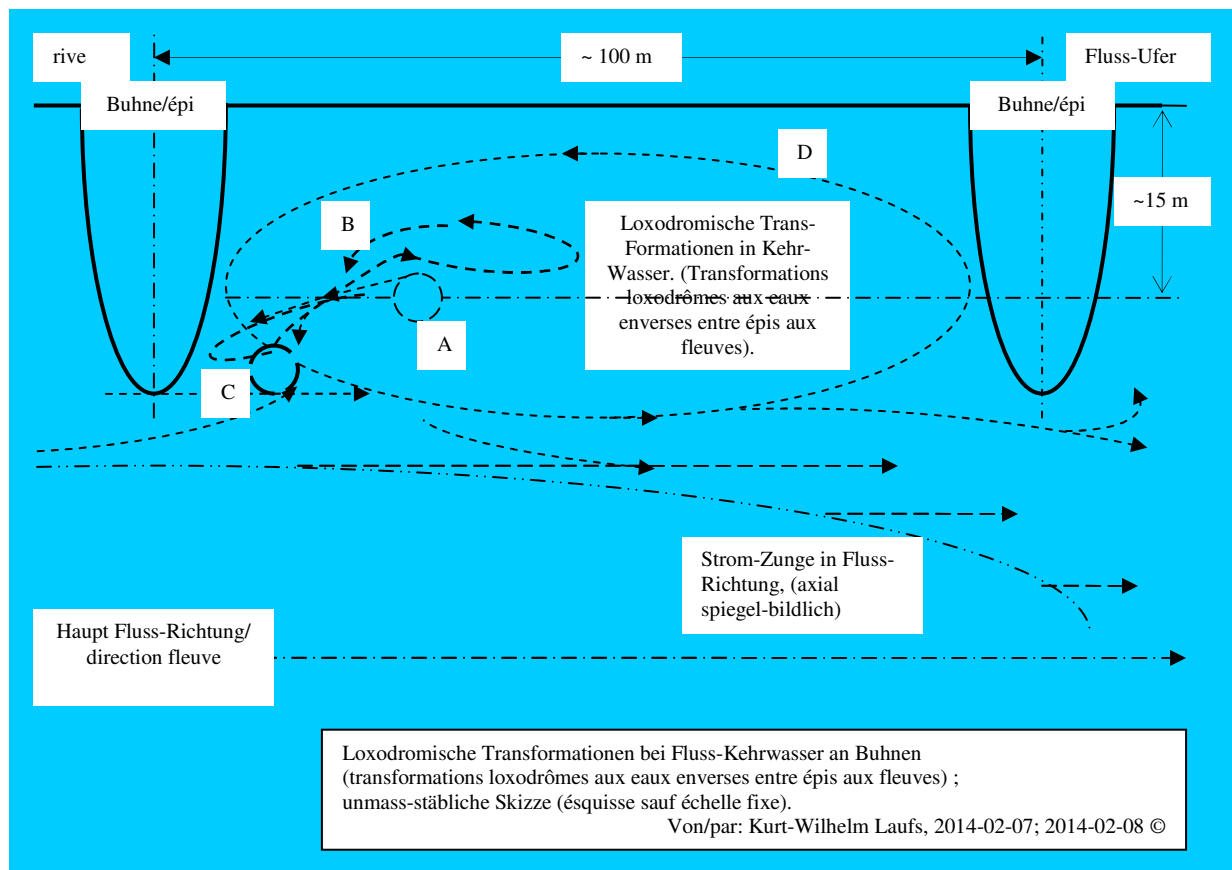 rive
~ 100 m
Fluss-Ufer
Buhne/épi
Buhne/épi
D
~15 m
B
Loxodromische Trans-
Formationen in Kehr-
Wasser. (Transformations
loxodrômes aux eaux
enverses entre épis aux
fleuves).
A
C
Strom-Zunge in Fluss-
Richtung, (axial
spiegel-bildlich)
Haupt Fluss-Richtung/
direction fleuve
Loxodromische Transformationen bei Fluss-Kehrwasser an Buhnen
(transformations loxodrômes aux eaux enverses entre épis aux fleuves) ;
unmass-stäbliche Skizze (ésquisse sauf échelle fixe).
Von/par: Kurt-Wilhelm Laufs, 2014-02-07; 2014-02-08 ©